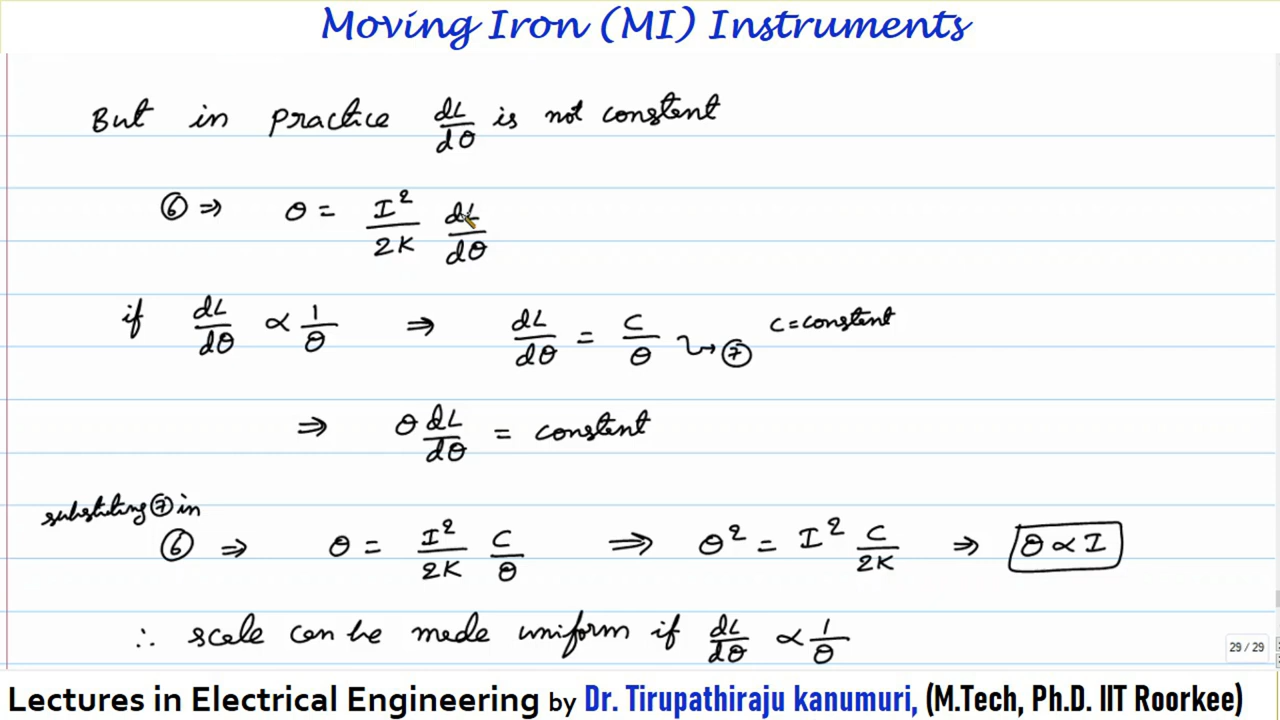 Moving Iron (MI) Instruments
But in practice dL/dθ is not constant
⑥ ⇒ θ = I²/2K dL/dθ
if dL/dθ ∝ 1/θ ⇒ dL/dθ = C/θ ↝ ⑦ C = constant
⇒ θ dL/dθ = constant
substituting ⑦ in
⑥ ⇒ θ = I²/2K C/θ ⟹ θ² = I² C/2K ⇒ θ ∝ I
∴ scale can be made uniform if dL/dθ ∝ 1/θ
29 / 29
Lectures in Electrical Engineering by Dr. Tirupathiraju kanumuri, (M.Tech, Ph.D. IIT Roorkee)